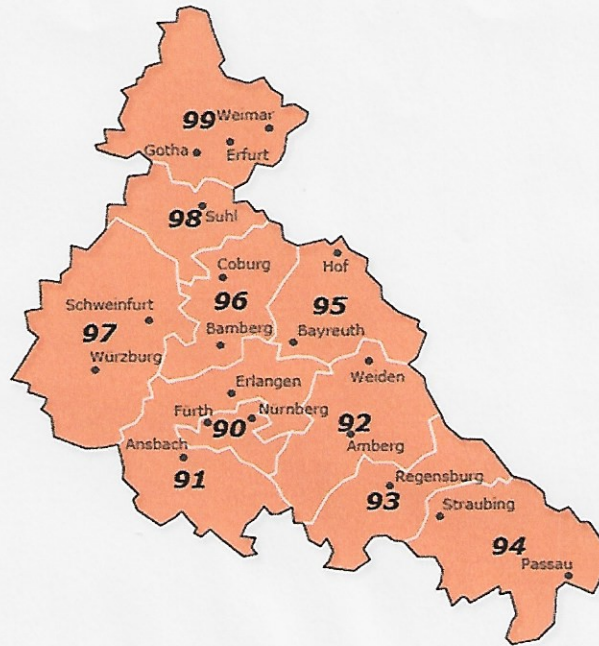 99 Weimar
Gotha
Erfurt
98 Suhl
Coburg
Hof
96
95
Schweinfurt
97
Bamberg
Bayreuth
Wurzburg
Weiden
Erlangen
Fürth
Nürnberg
90
92
Ansbach
Amberg
91
Regensburg
93
Straubing
94
Passau